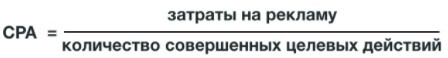 затраты на рекламу
CPA =
количество совершенных целевых действий